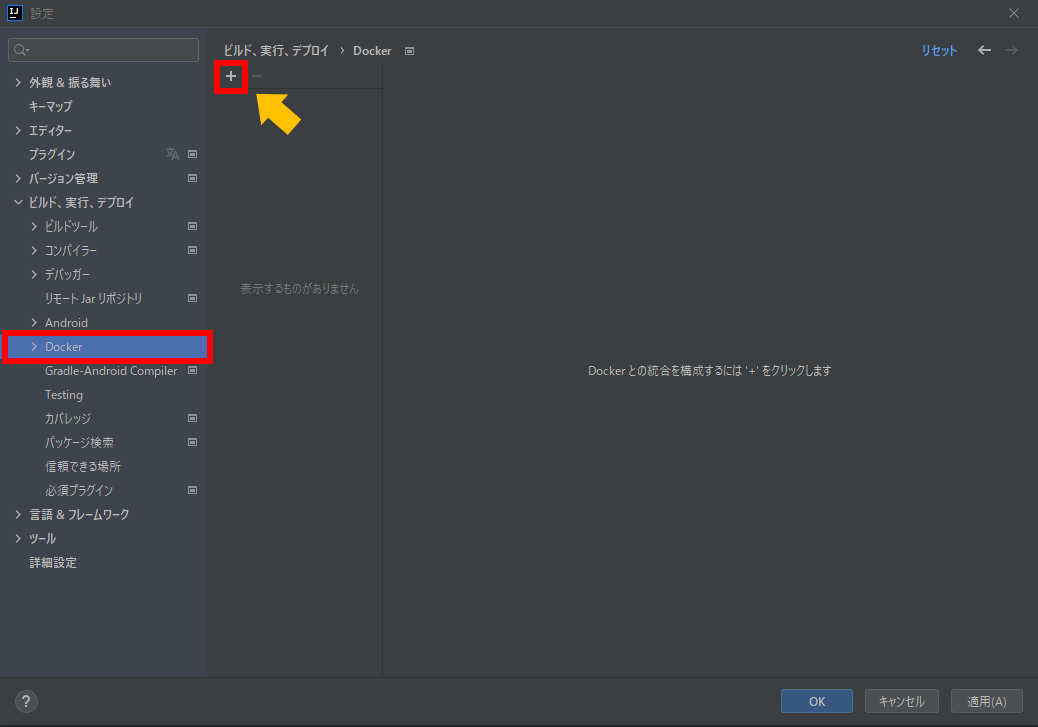 設定
ビルド、実行、デプロイ › Docker
リセット
外観 & 振る舞い
キーマップ
エディター
プラグイン
バージョン管理
ビルド、実行、デプロイ
ビルドツール
コンパイラー
デバッガー
リモート Jar リポジトリ
Android
Docker
Gradle-Android Compiler
Testing
カバレッジ
パッケージ検索
信頼できる場所
必須プラグイン
言語 & フレームワーク
ツール
詳細設定
+ −
表示するものがありません
Docker との統合を構成するには '+' をクリックします
?
OK
キャンセル
適用(A)